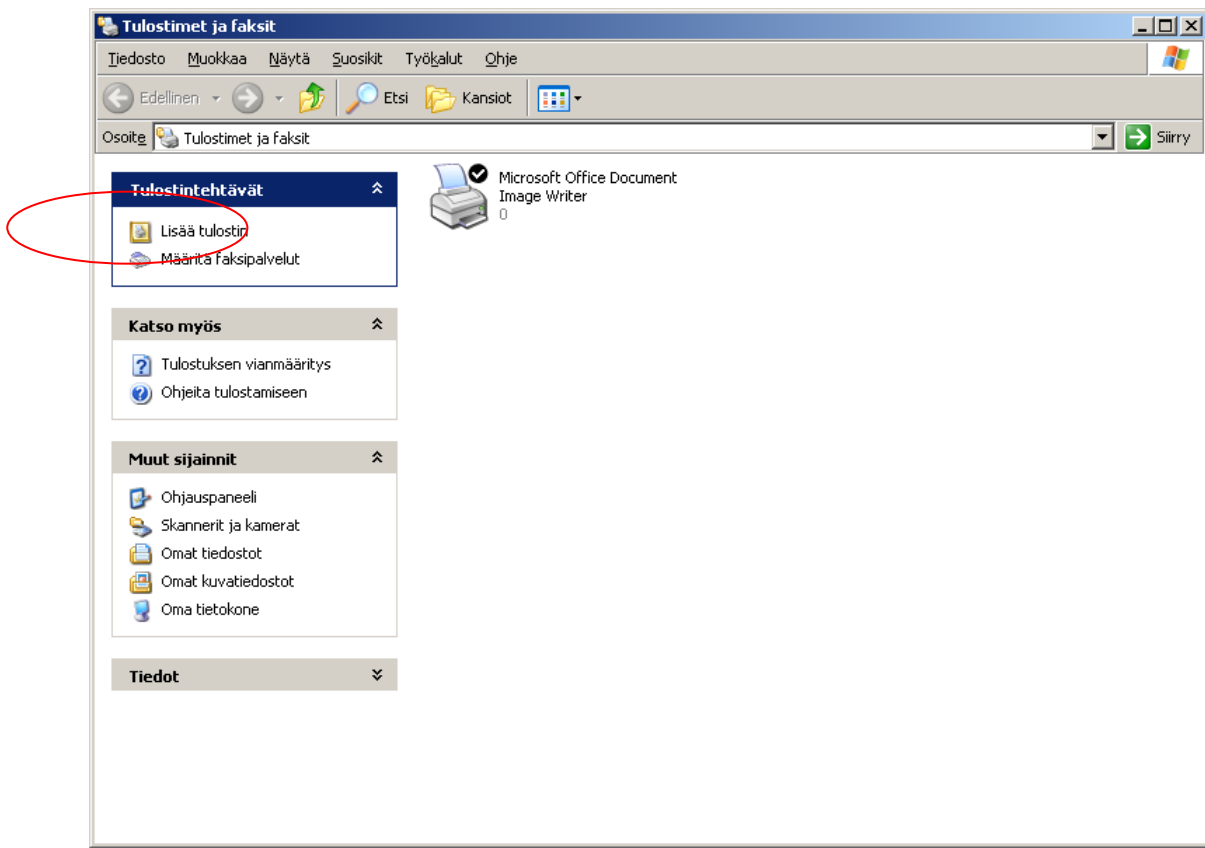 Tulostimet ja faksit
Tiedosto Muokkaa Näytä Suosikit Työkalut Ohje
Edellinen Etsi Kansiot
Osoite Tulostimet ja faksit Siirry
Tulostintehtävät
Lisää tulostin
Määritä faksipalvelut
Katso myös
Tulostuksen vianmääritys
Ohjeita tulostamiseen
Muut sijainnit
Ohjauspaneeli
Skannerit ja kamerat
Omat tiedostot
Omat kuvatiedostot
Oma tietokone
Tiedot
Microsoft Office Document
Image Writer
0